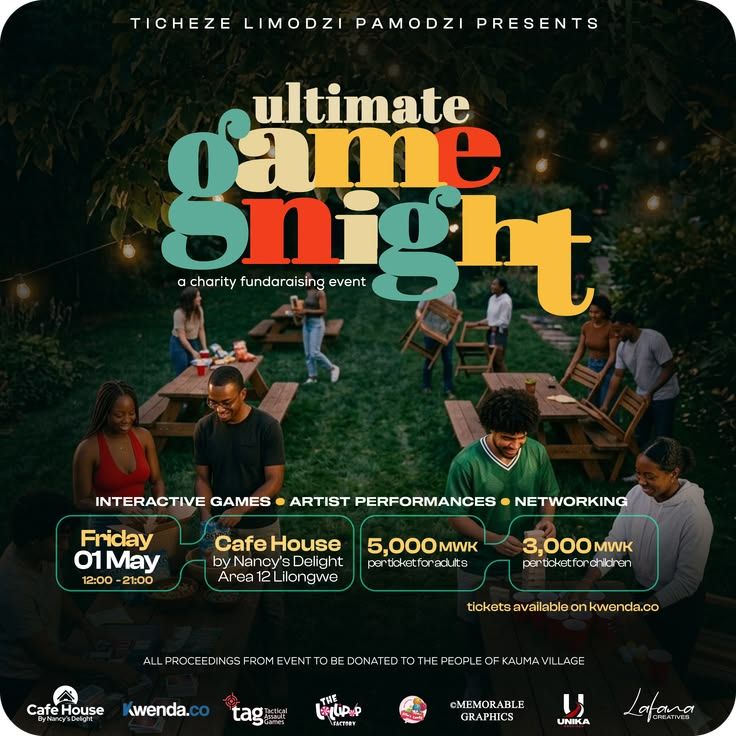 TICHEZE LIMODZI PAMODZI PRESENTS
ultimate
game
night
a charity fundaraising event
INTERACTIVE GAMES ● ARTIST PERFORMANCES ● NETWORKING
Friday
01 May
12:00 - 21:00
Cafe House
by Nancy's Delight
Area 12 Lilongwe
5,000 MWK
per ticket for adults
3,000 MWK
per ticket for children
tickets available on kwenda.co
ALL PROCEEDINGS FROM EVENT TO BE DONATED TO THE PEOPLE OF KAUMA VILLAGE
Cafe House
By Nancy's Delight
Kwenda.co
tag Tactical Assault Games
THE LOLLIPOP FACTORY
©MEMORABLE
GRAPHICS
UNIKA
Lafana
CREATIVES